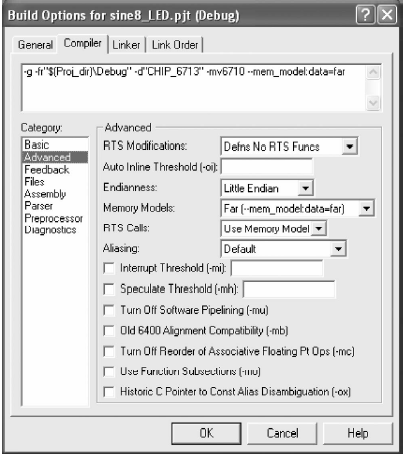 Build Options for sine8_LED.pjt (Debug)
General Compiler Linker Link Order
-g -fr"$(Proj_dir)\Debug" -d"CHIP_6713" -mv6710 --mem_model:data=far
Category:
Basic
Advanced
Feedback
Files
Assembly
Parser
Preprocessor
Diagnostics
Advanced
RTS Modifications: Defns No RTS Funcs
Auto Inline Threshold (-oi):
Endianness: Little Endian
Memory Models: Far (--mem_model:data=far)
RTS Calls: Use Memory Model
Aliasing: Default
Interrupt Threshold (-mi):
Speculate Threshold (-mh):
Turn Off Software Pipelining (-mu)
Old 6400 Alignment Compatibility (-mb)
Turn Off Reorder of Associative Floating Pt Ops (-mc)
Use Function Subsections (-mo)
Historic C Pointer to Const Alias Disambiguation (-ox)
OK Cancel Help